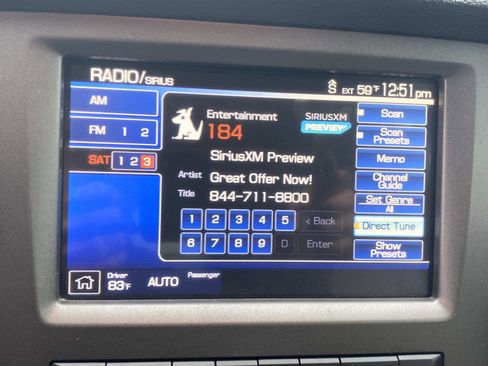 RADIO/SIRIUS
S EXT 59°F 12:51pm
AM
FM 1 2
SAT 1 2 3
Entertainment
184
SIRIUSXM
PREVIEW
SiriusXM Preview
Artist Great Offer Now!
Title 844-711-8800
1 2 3 4 5 < Back
6 7 8 9 0 Enter
Scan
Scan
Presets
Memo
Channel
Guide
Set Genre
All
Direct Tune
Show
Presets
Driver
83°F
AUTO
Passenger